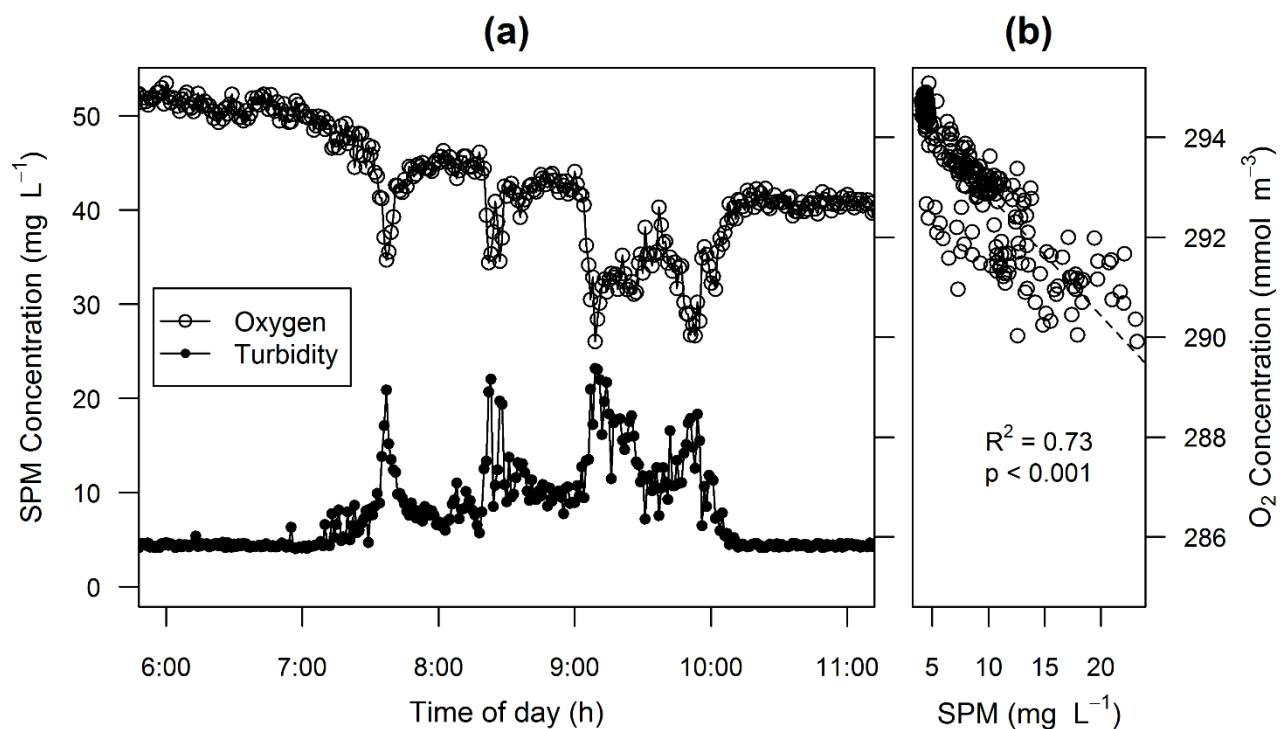 (a)
(b)
SPM Concentration (mg L⁻¹)
50
40
30
20
10
0
Oxygen
Turbidity
6:00 7:00 8:00 9:00 10:00 11:00
Time of day (h)
R² = 0.73
p < 0.001
294
292
290
288
286
O₂ Concentration (mmol m⁻³)
5 10 15 20
SPM (mg L⁻¹)